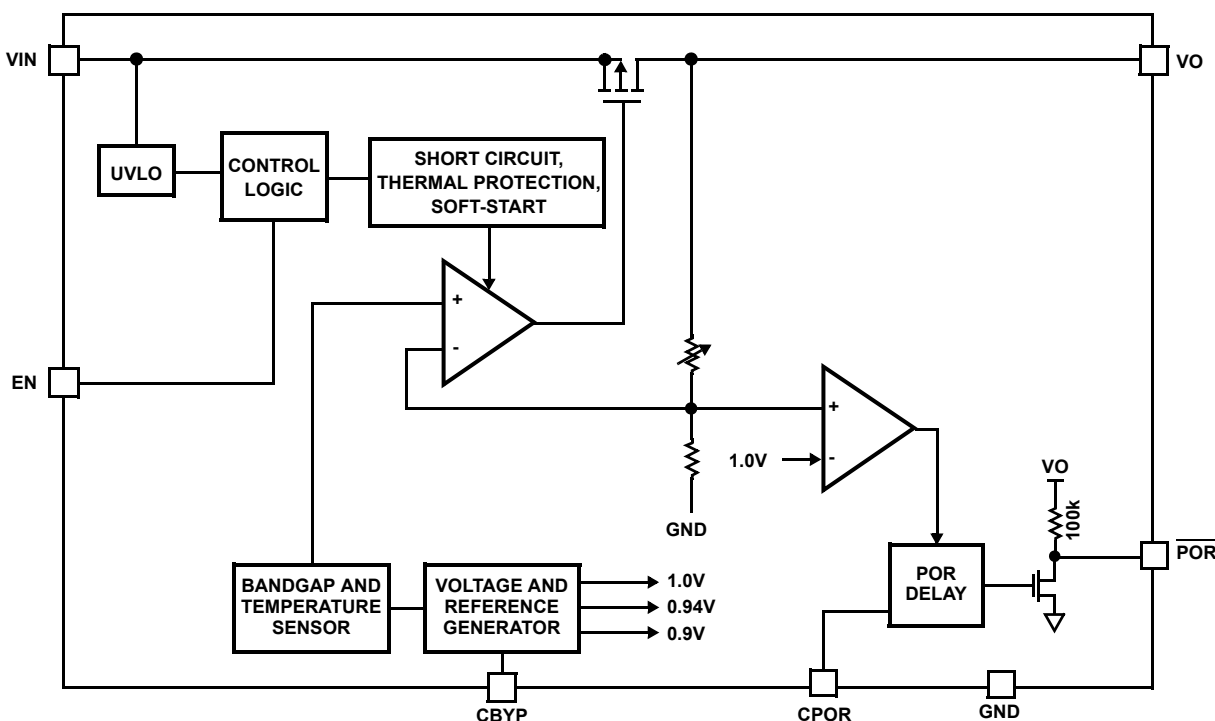 VIN
VO
UVLO
CONTROL
LOGIC
SHORT CIRCUIT,
THERMAL PROTECTION,
SOFT-START
+
-
EN
+
1.0V
-
GND
VO
100k
POR
POR
DELAY
BANDGAP AND
TEMPERATURE
SENSOR
VOLTAGE AND
REFERENCE
GENERATOR
1.0V
0.94V
0.9V
CBYP
CPOR
GND